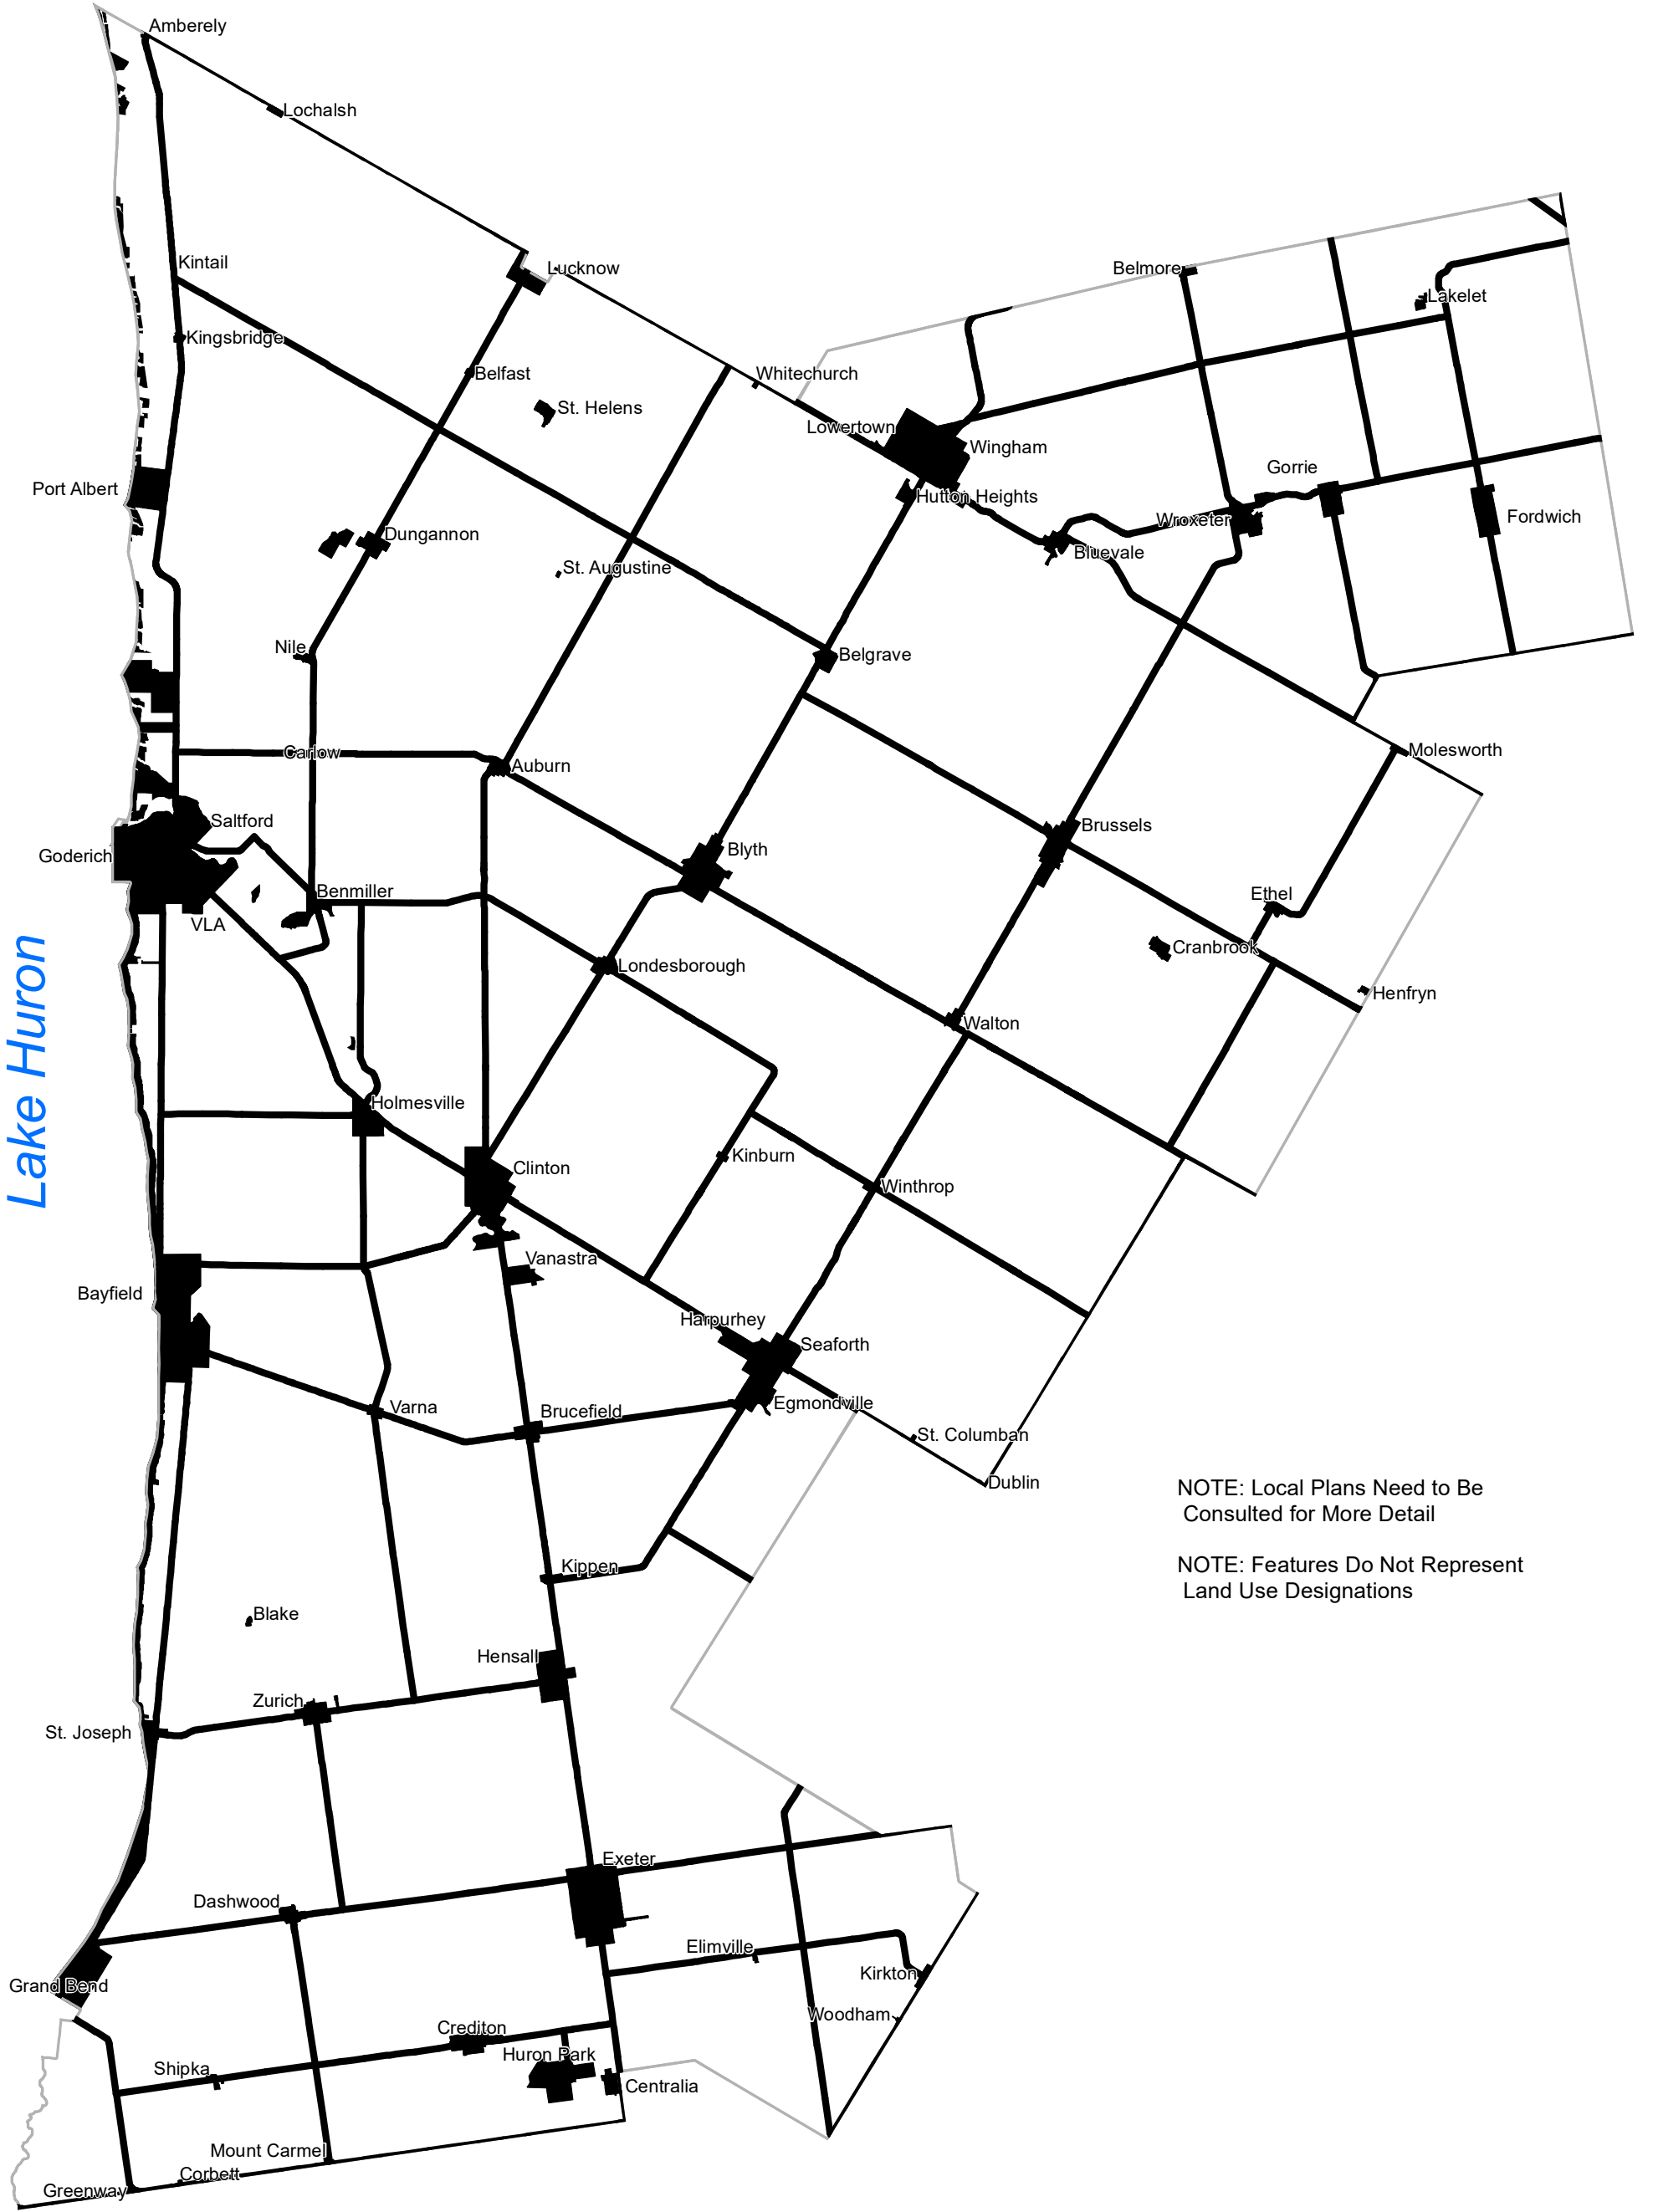 Amberely
Lochalsh
Kintail
Lucknow
Belmore
Lakelet
Kingsbridge
Belfast
Whitechurch
St. Helens
Lowertown
Wingham
Gorrie
Port Albert
Hutton Heights
Wroxeter
Fordwich
Dungannon
Bluevale
St. Augustine
Nile
Belgrave
Carlow
Molesworth
Auburn
Saltford
Brussels
Goderich
Blyth
Benmiller
Ethel
VLA
Cranbrook
Londesborough
Henfryn
Walton
Lake Huron
Holmesville
Kinburn
Clinton
Winthrop
Vanastra
Bayfield
Harpurhey
Seaforth
Varna
Brucefield
Egmondville
St. Columban
Dublin
NOTE: Local Plans Need to Be
Consulted for More Detail
NOTE: Features Do Not Represent
Land Use Designations
Kippen
Blake
Hensall
Zurich
St. Joseph
Exeter
Dashwood
Elimville
Kirkton
Grand Bend
Woodham
Crediton
Huron Park
Shipka
Centralia
Mount Carmel
Corbett
Greenway